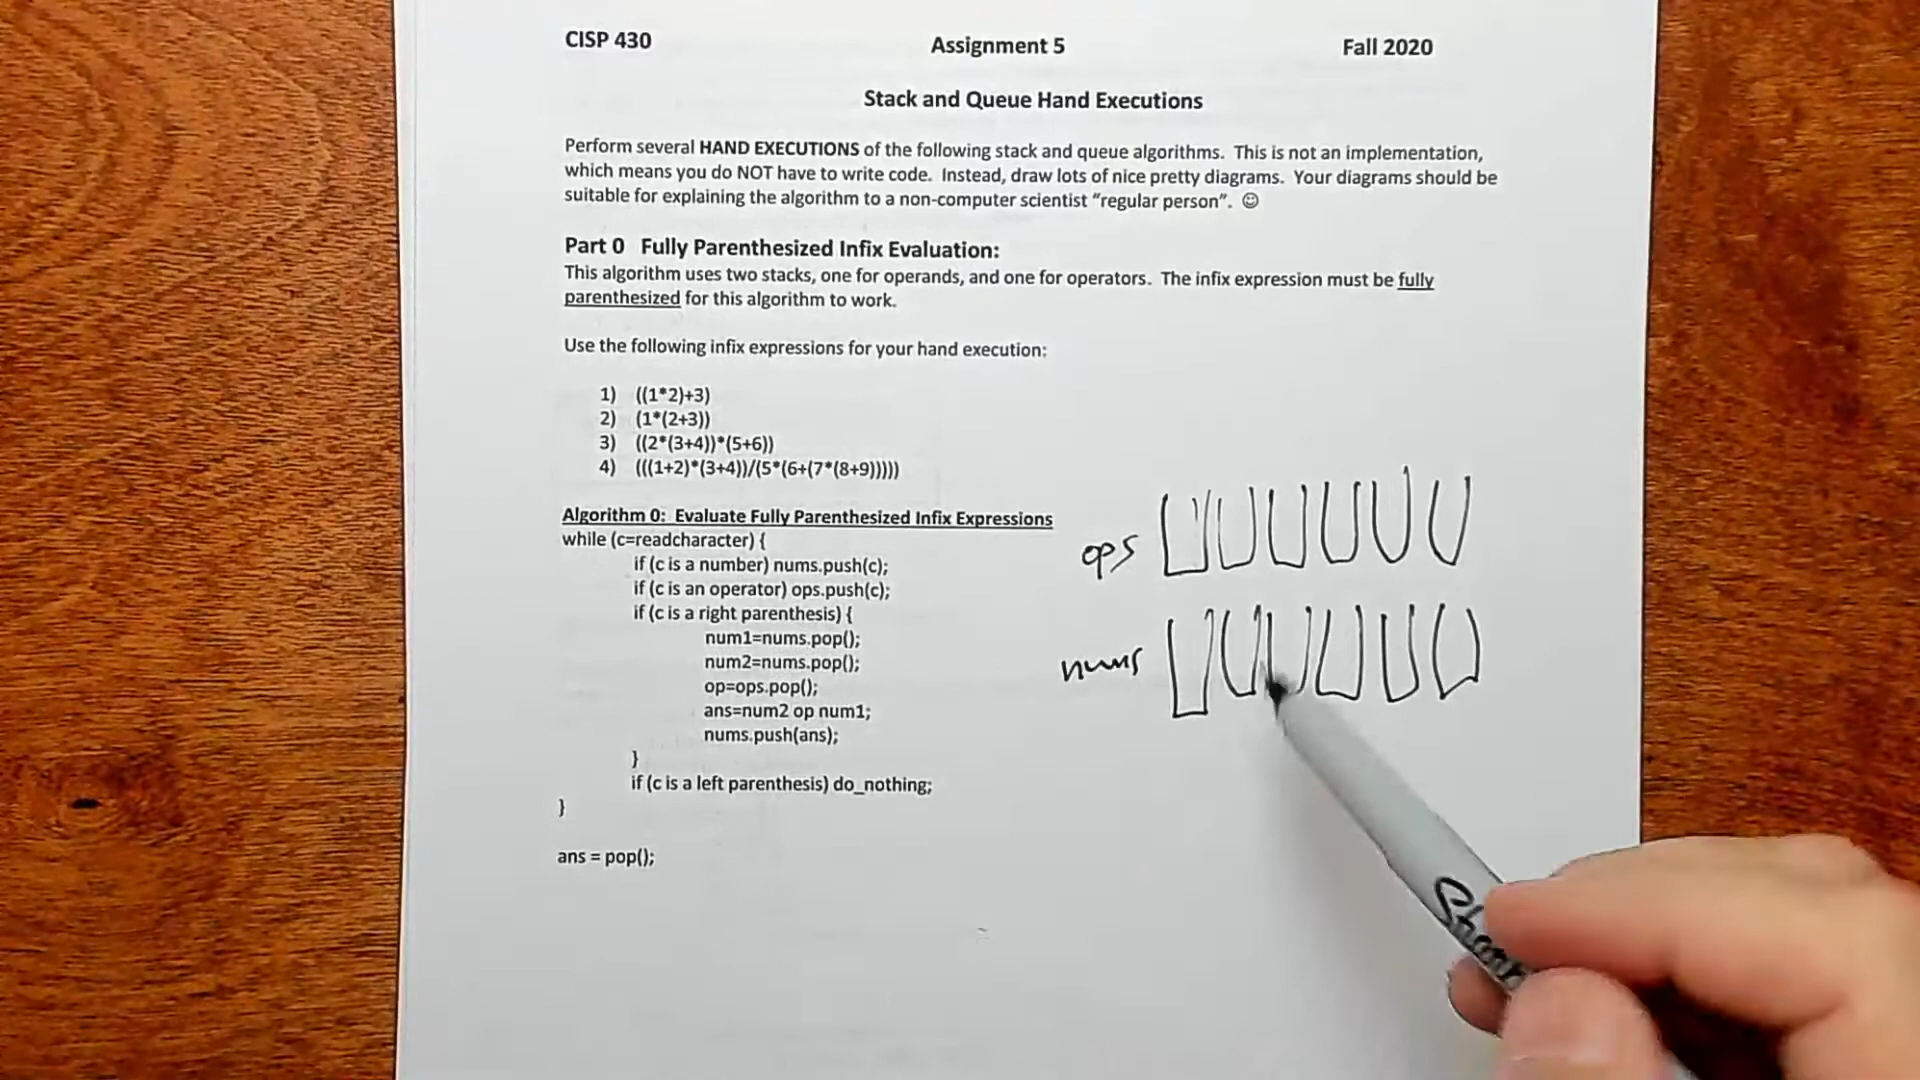 CISP 430 Assignment 5 Fall 2020
Stack and Queue Hand Executions
Perform several HAND EXECUTIONS of the following stack and queue algorithms. This is not an implementation,
which means you do NOT have to write code. Instead, draw lots of nice pretty diagrams. Your diagrams should be
suitable for explaining the algorithm to a non-computer scientist “regular person”. ☺
Part 0 Fully Parenthesized Infix Evaluation:
This algorithm uses two stacks, one for operands, and one for operators. The infix expression must be fully
parenthesized for this algorithm to work.
Use the following infix expressions for your hand execution:
1) ((1*2)+3)
2) (1*(2+3))
3) ((2*(3+4))*(5+6))
4) (((1+2)*(3+4))/(5*(6+(7*(8+9)))))
Algorithm 0: Evaluate Fully Parenthesized Infix Expressions
while (c=readcharacter) {
if (c is a number) nums.push(c);
if (c is an operator) ops.push(c);
if (c is a right parenthesis) {
num1=nums.pop();
num2=nums.pop();
op=ops.pop();
ans=num2 op num1;
nums.push(ans);
}
if (c is a left parenthesis) do_nothing;
}
ans = pop();
ops
nums